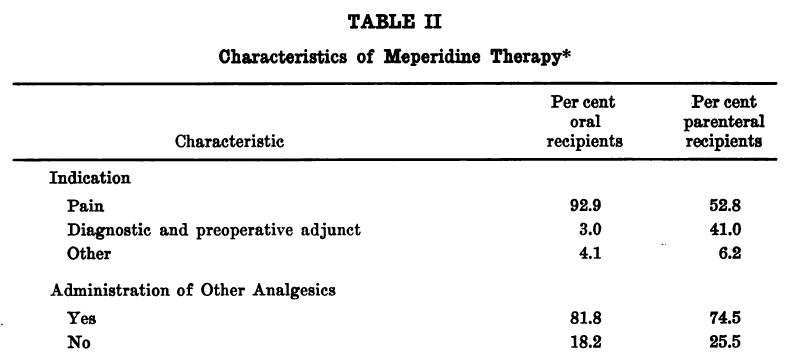 TABLE II
Characteristics of Meperidine Therapy*
Per cent Per cent
oral parenteral
Characteristic recipients recipients
Indication
Pain 92.9 52.8
Diagnostic and preoperative adjunct 3.0 41.0
Other 4.1 6.2
Administration of Other Analgesics
Yes 81.8 74.5
No 18.2 25.5